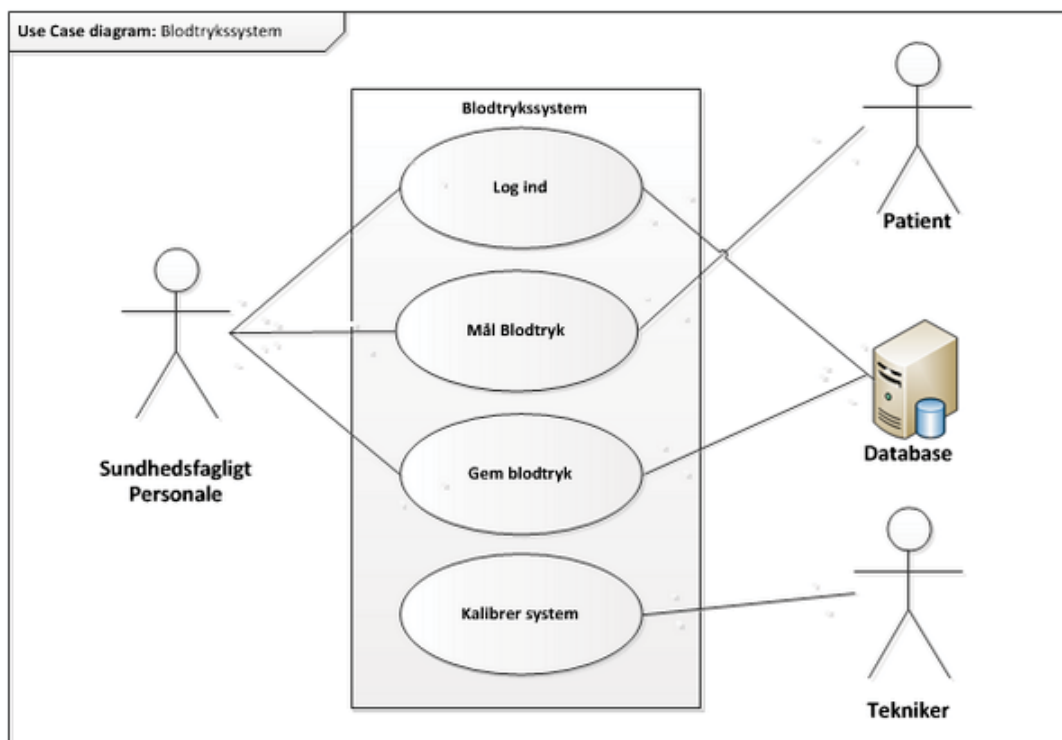 Use Case diagram: Blodtrykssystem
Blodtrykssystem
Log ind
Mål Blodtryk
Gem blodtryk
Kalibrer system
Sundhedsfagligt
Personale
Patient
Database
Tekniker